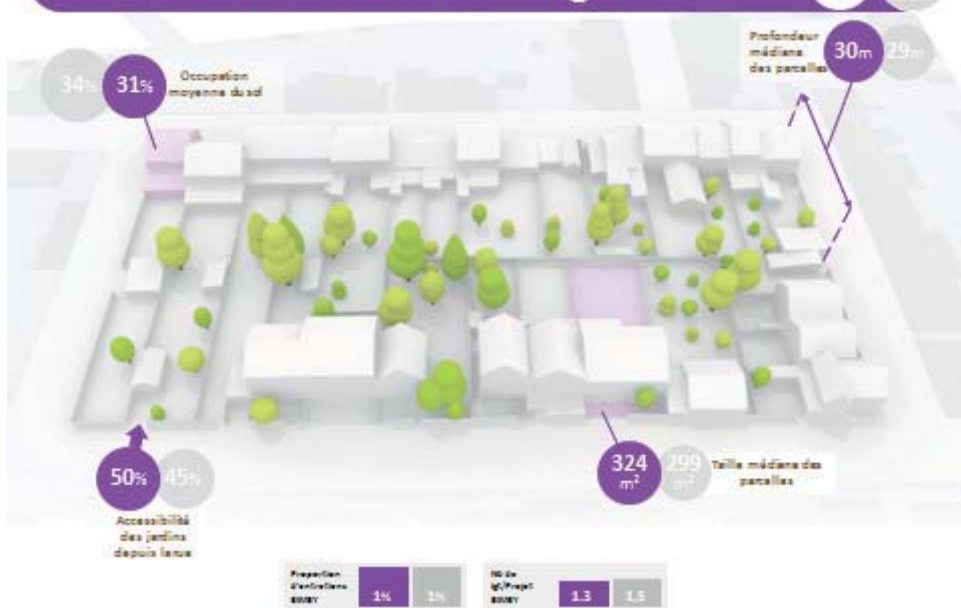 34%
31%
Occupation
moyenne du sol
Profondeur
médiane
des parcelles
30m
29m
50%
45%
Accessibilité
des jardins
depuis la rue
324
m²
299
m²
Taille médiane des
parcelles
Proportion
1%
1%
1.3
1,5